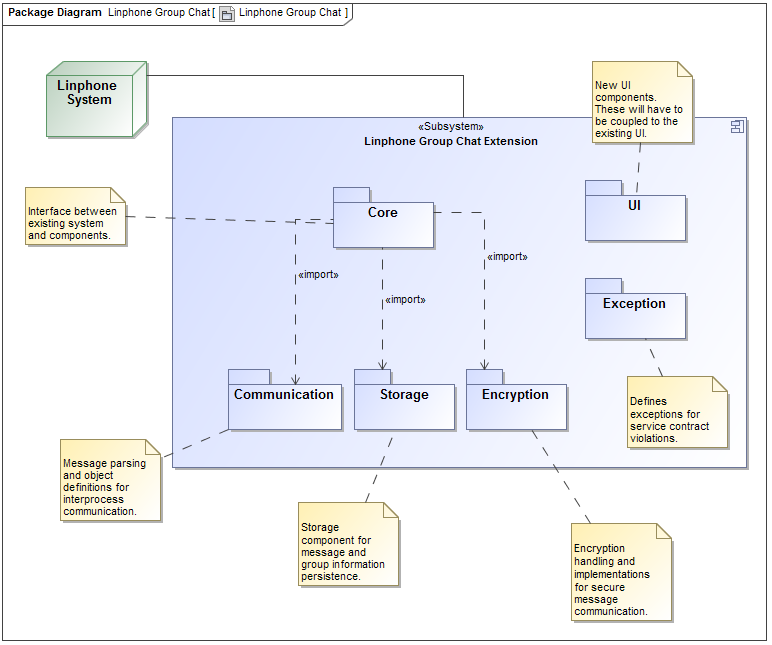 Package Diagram Linphone Group Chat [ Linphone Group Chat ]
Linphone
System
«Subsystem»
Linphone Group Chat Extension
New UI
components.
These will have to
be coupled to the
existing UI.
Interface between
existing system
and components.
Core
UI
«import»
«import»
«import»
Exception
Communication
Storage
Encryption
Defines
exceptions for
service contract
violations.
Message parsing
and object
definitions for
interprocess
communication.
Storage
component for
message and
group information
persistence.
Encryption
handling and
implementations
for secure
message
communication.